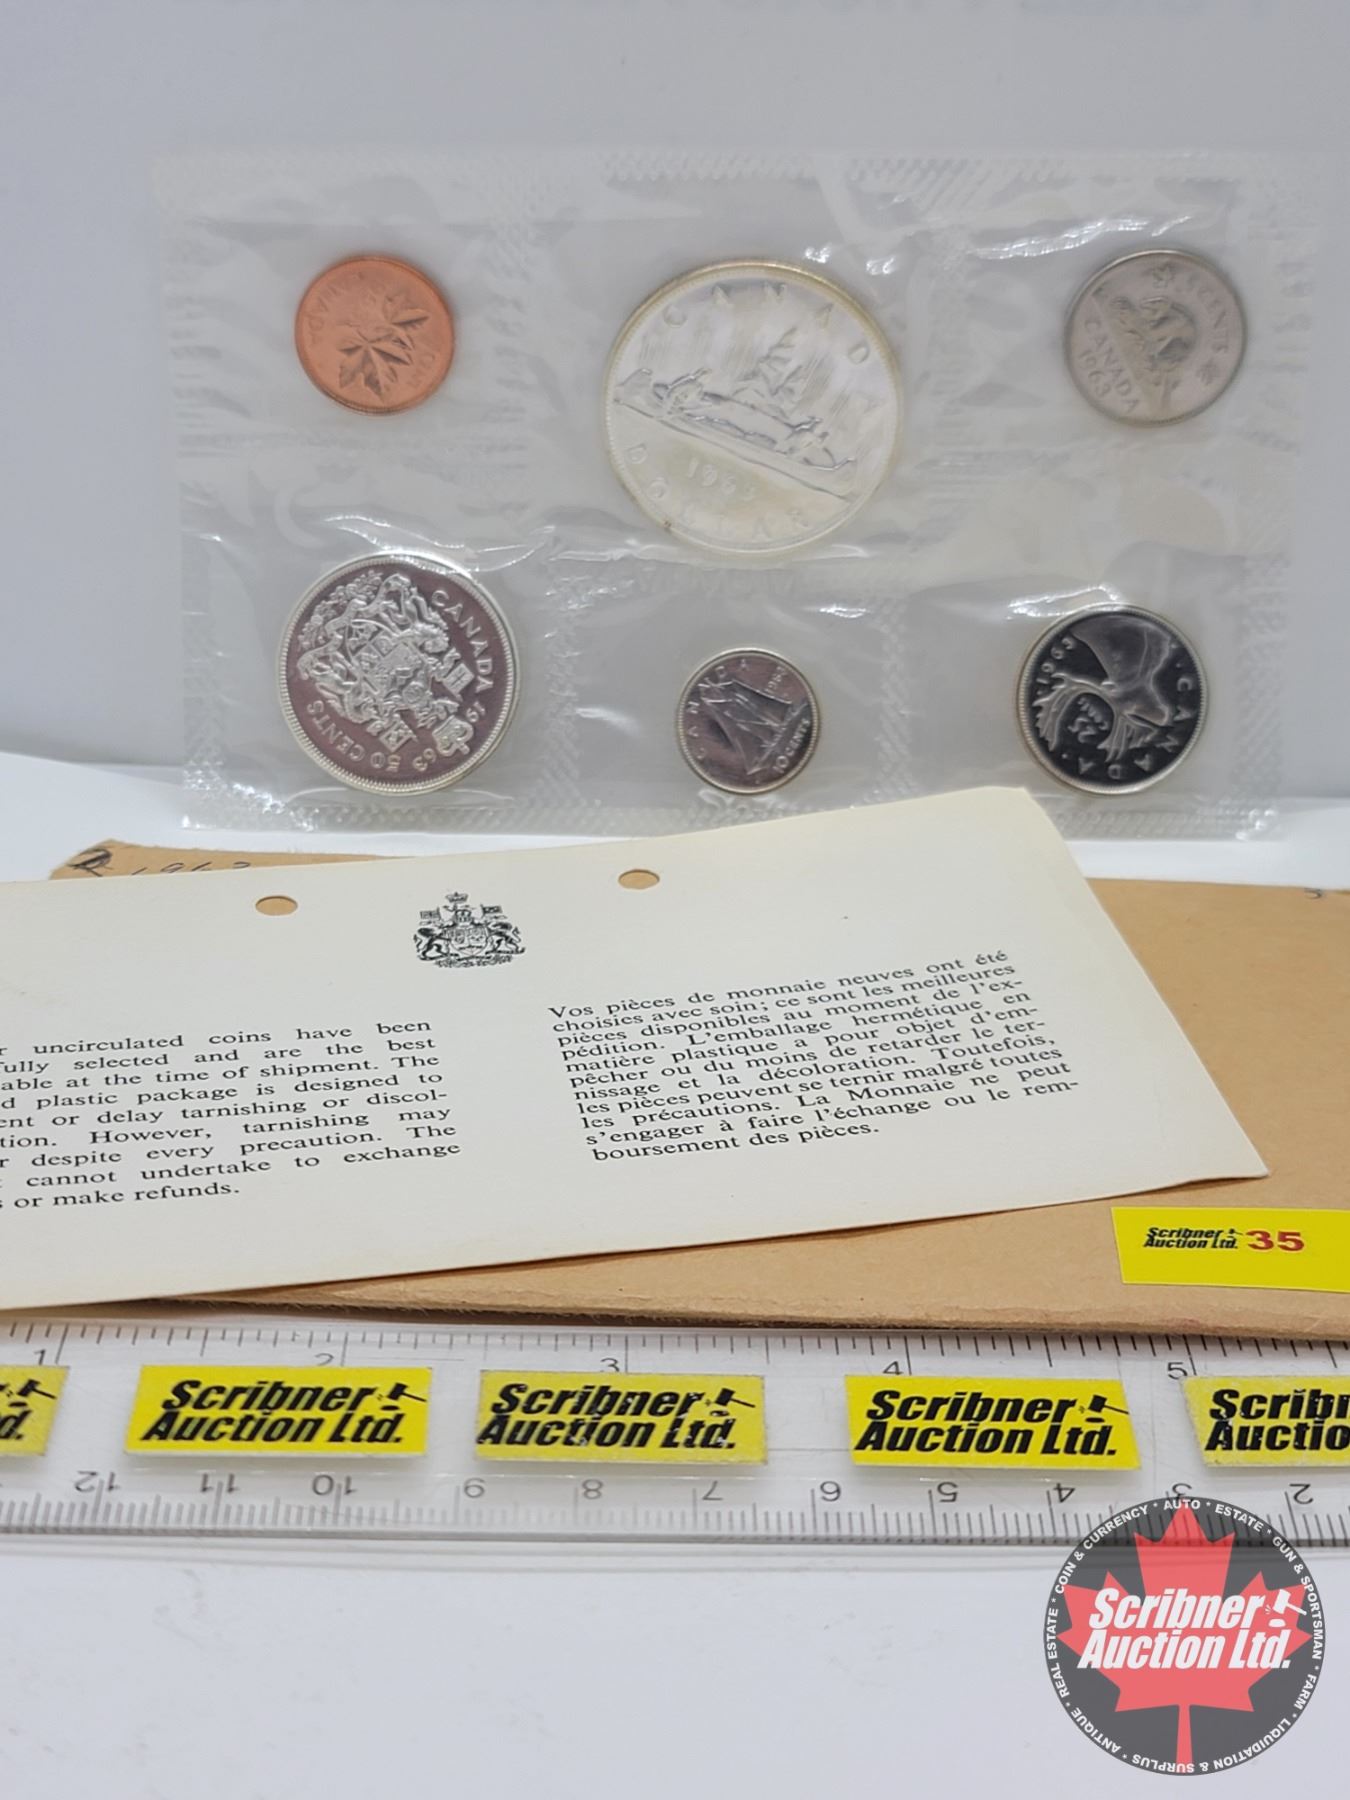 CANADA
CANADA
1963
DOLLAR
5 CENTS
CANADA
1963
CANADA
1963
50 CENTS
CANADA
10 CENTS
1963
CANADA
25
1963
uncirculated coins have been
selected and are the best
at the time of shipment. The
plastic package is designed to
or delay tarnishing or discol-
However, tarnishing may
despite every precaution. The
cannot undertake to exchange
or make refunds.
Vos pièces de monnaie neuves ont été
choisies avec soin; ce sont les meilleures
pièces disponibles au moment de l'ex-
pédition. L'emballage hermétique en
matière plastique a pour objet d'em-
pêcher ou du moins de retarder le ter-
nissage et la décoloration. Toutefois,
les pièces peuvent se ternir malgré toutes
les précautions. La Monnaie ne peut
s'engager à faire l'échange ou le rem-
boursement des pièces.
Scribner
Auction Ltd. 35
1 2 3 4 5
Scribner
Auction Ltd.
Scribner
Auction Ltd.
Scribner
Auction Ltd.
12 11 10 9 8 7 6 5 4 3 2
COIN & CURRENCY * AUTO * ESTATE * GUN & SPORTSMAN * FARM * LIQUIDATION & SURPLUS * ANTIQUE * REAL ESTATE *
Scribner
Auction Ltd.